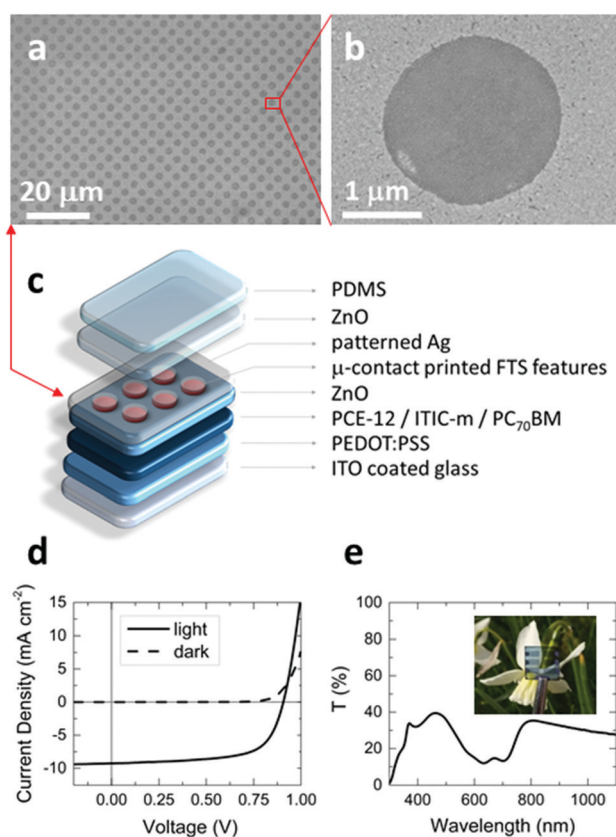 a
b
20 μm
1 μm
c
PDMS
ZnO
patterned Ag
μ-contact printed FTS features
ZnO
PCE-12 / ITIC-m / PC₇₀BM
PEDOT:PSS
ITO coated glass
d
e
15
10
5
0
-5
-10
light
dark
Current Density (mA cm⁻²)
0.00 0.25 0.50 0.75 1.00
Voltage (V)
100
80
60
40
20
0
T (%)
400 600 800 1000
Wavelength (nm)